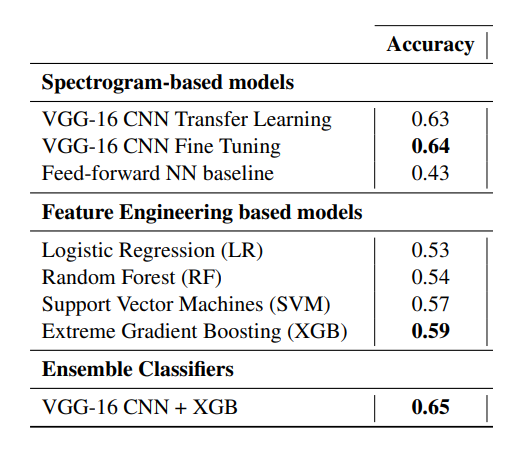 Accuracy
Spectrogram-based models
VGG-16 CNN Transfer Learning 0.63
VGG-16 CNN Fine Tuning 0.64
Feed-forward NN baseline 0.43
Feature Engineering based models
Logistic Regression (LR) 0.53
Random Forest (RF) 0.54
Support Vector Machines (SVM) 0.57
Extreme Gradient Boosting (XGB) 0.59
Ensemble Classifiers
VGG-16 CNN + XGB 0.65